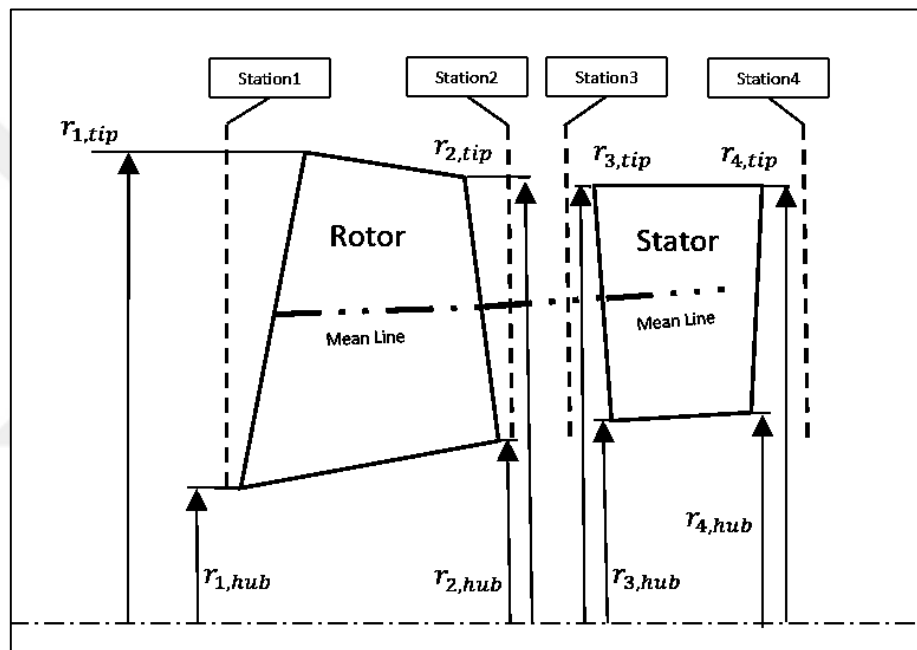 Station1
Station2
Station3
Station4
r1,tip
r2,tip
r3,tip
r4,tip
Rotor
Stator
Mean Line
Mean Line
r1,hub
r2,hub
r3,hub
r4,hub